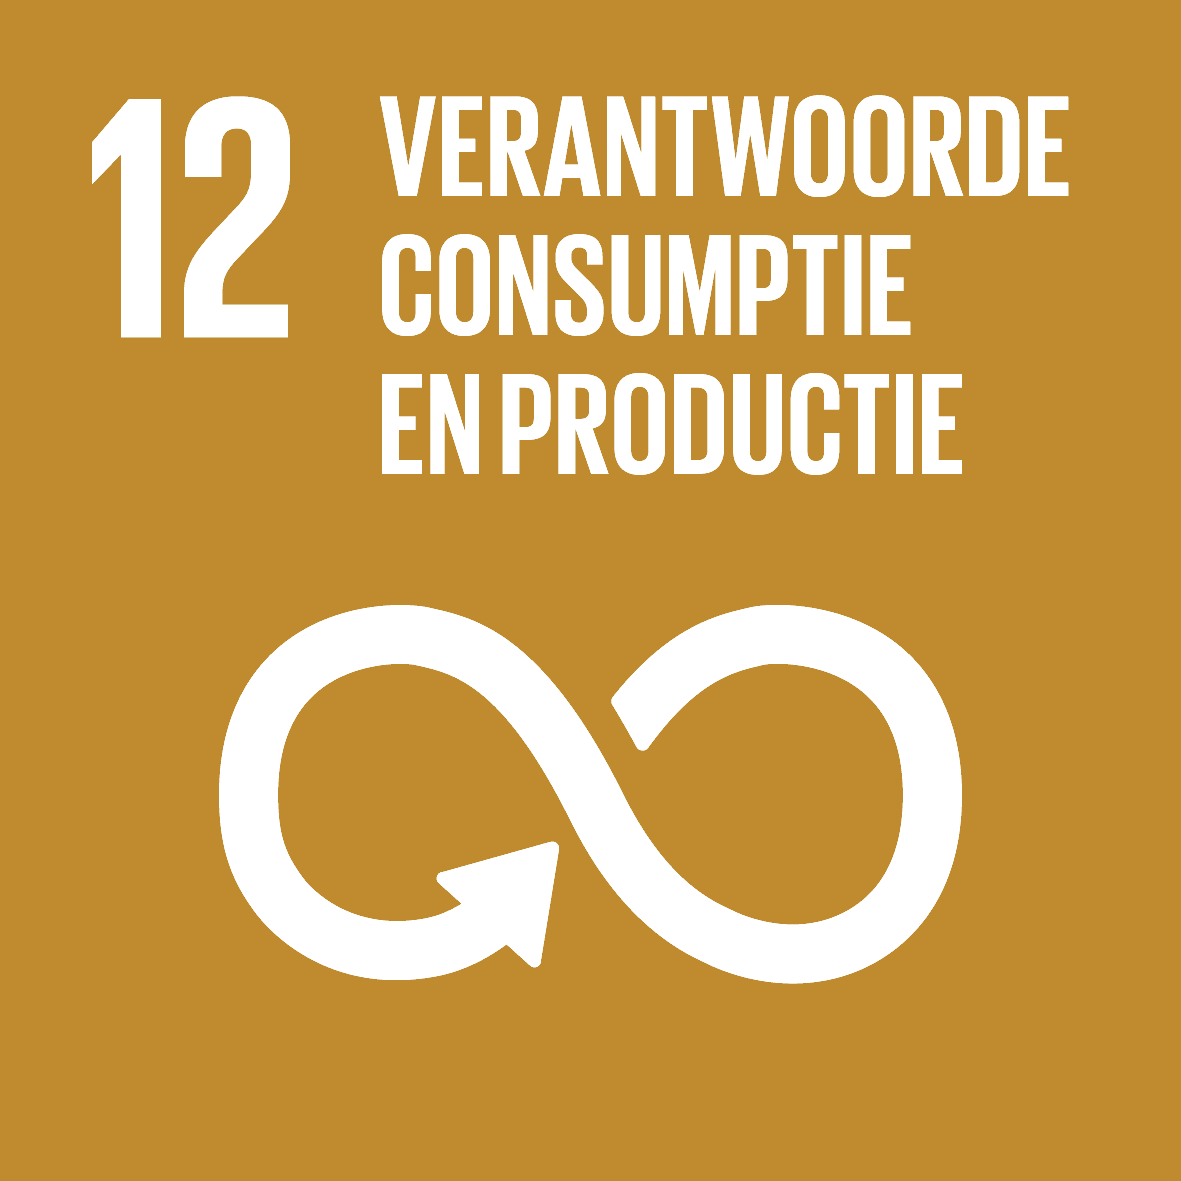 12
VERANTWOORDE
CONSUMPTIE
EN PRODUCTIE